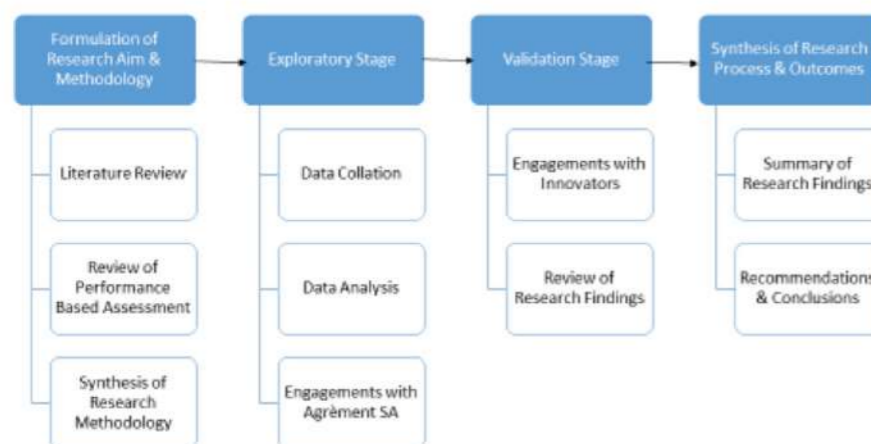 Formulation of
Research Aim &
Methodology
Exploratory Stage
Validation Stage
Synthesis of Research
Process & Outcomes
Literature Review
Review of
Performance
Based Assessment
Synthesis of
Research
Methodology
Data Collation
Data Analysis
Engagements with
Agrèment SA
Engagements with
Innovators
Review of
Research Findings
Summary of
Research Findings
Recommendations
& Conclusions